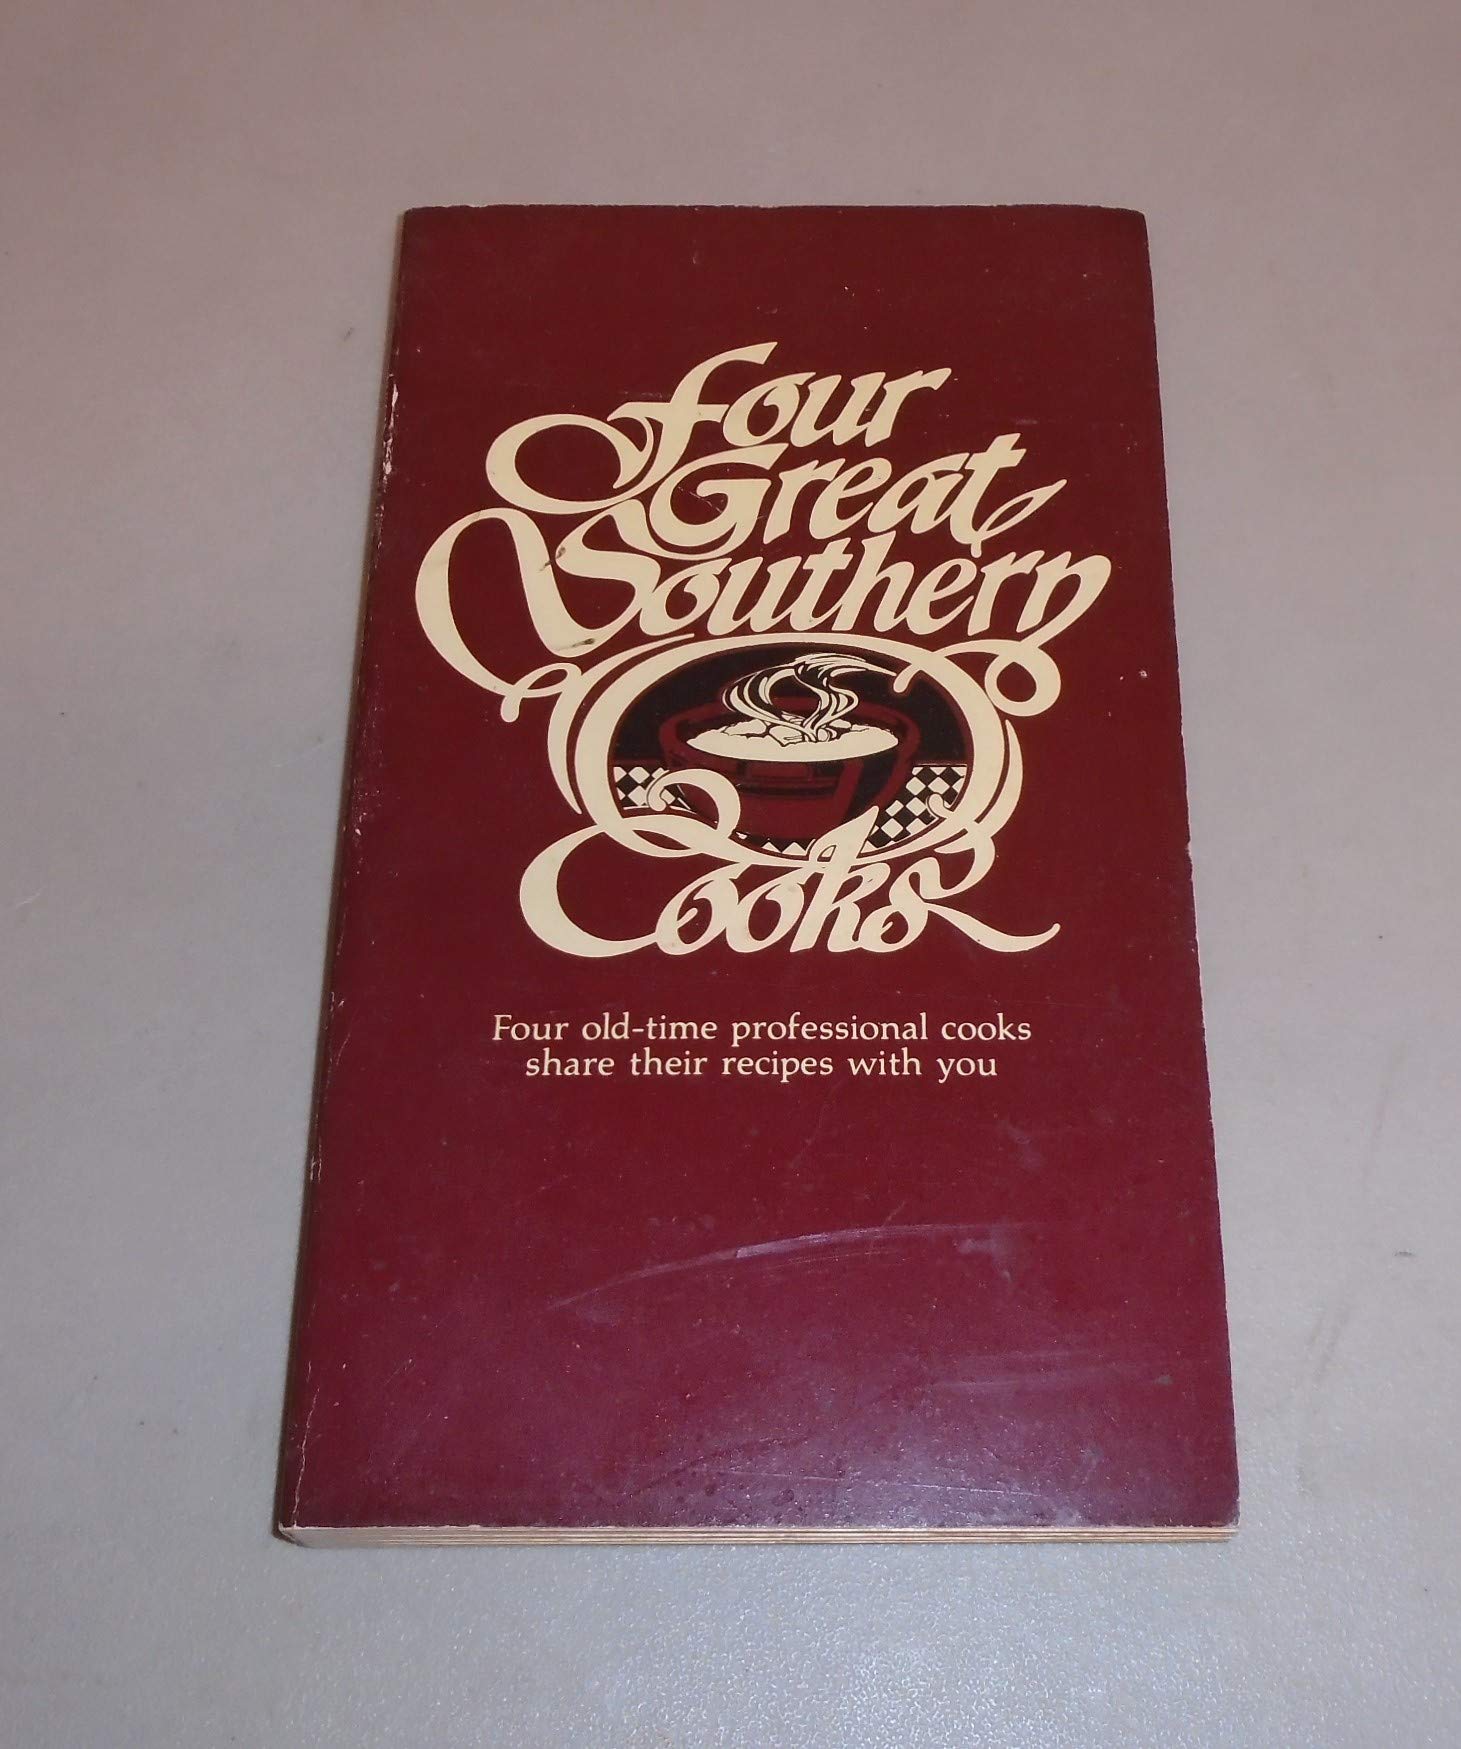 Four
Great
Southern
Cooks
Four old-time professional cooks
share their recipes with you